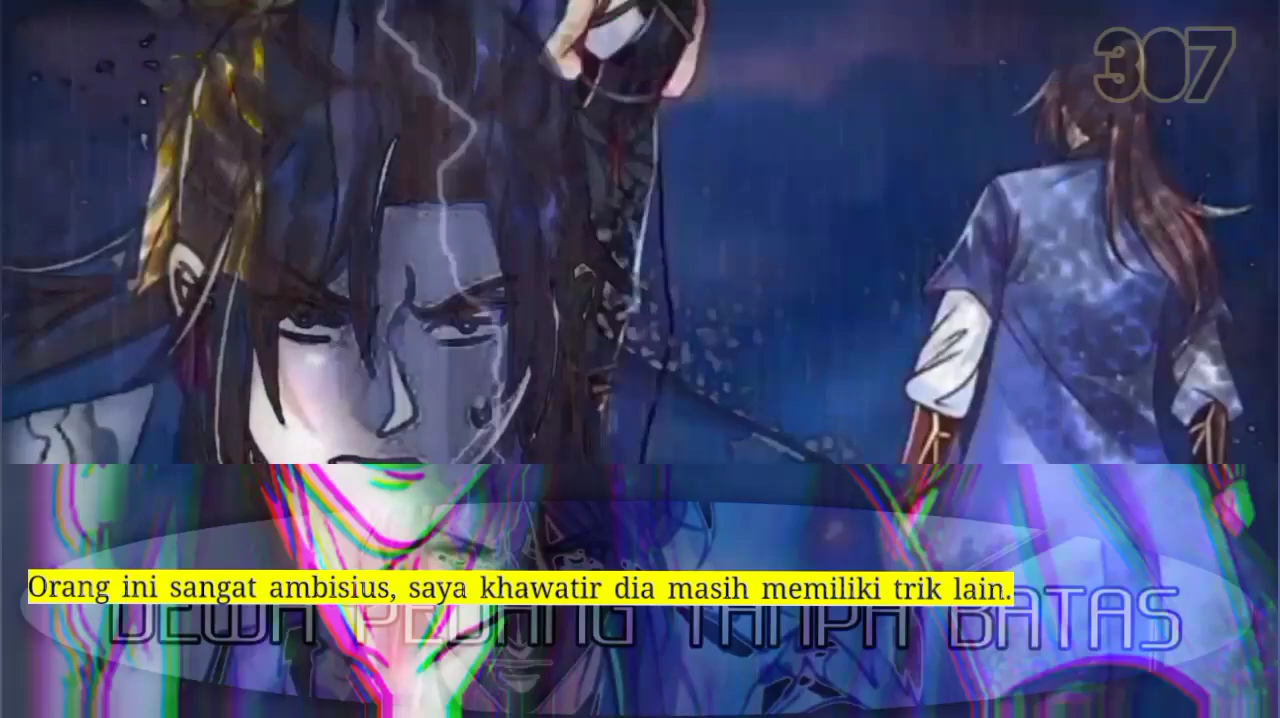 307
Orang ini sangat ambisius, saya khawatir dia masih memiliki trik lain.
DEWA PEDANG TANPA BATAS